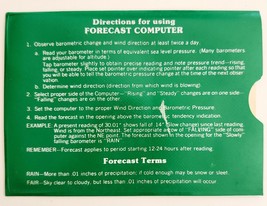 Directions for using
FORECAST COMPUTER
1. Observe barometric change and wind direction at least twice a day.
a. Read your barometer in terms of equivalent sea level pressure. (Many barometers
are adjustable for altitude.)
Tap barometer slightly to obtain precise reading and note pressure trend—rising,
falling, or steady. Place set pointer over indicating pointer after each reading so that
you will be able to tell the barometric pressure change at the time of the next obser-
vation.
b. Determine wind direction (from which wind is blowing).
2. Select proper side of the Computer— "Rising" and "Steady" changes are on one side—
"Falling" changes are on the other.
3. Set the computer to the proper Wind Direction and Barometric Pressure.
4. Read the forecast in the opening above the barometric tendency indication.
EXAMPLE: A present reading of 30.01" shows fall of .14" (Slow change) since last reading.
Wind is from the Northeast. Set appropriate arrow of "FALLING" side of com-
puter against the NE point. The forecast shown in the opening for the "Slowly"
falling barometer is "RAIN"
REMEMBER— Forecast applies to period starting 12-24 hours after reading.
Forecast Terms
RAIN—More than .01 inches of precipitation; if cold enough may be snow or sleet.
FAIR—Sky clear to cloudy, but less than .01 inches of precipitation will occur